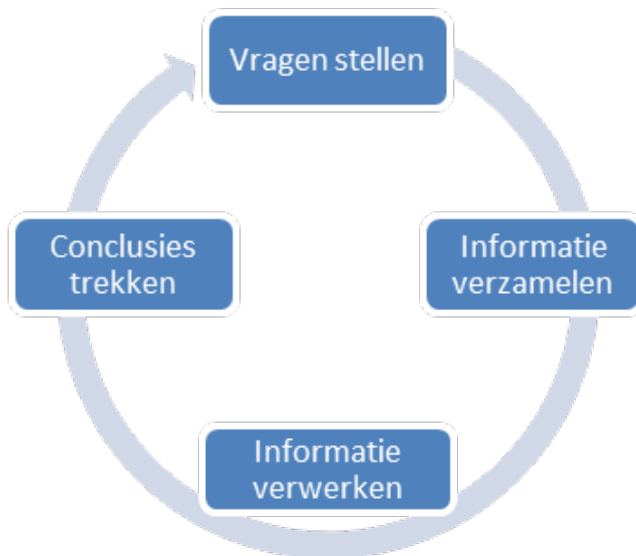 Vragen stellen
Informatie
verzamelen
Informatie
verwerken
Conclusies
trekken